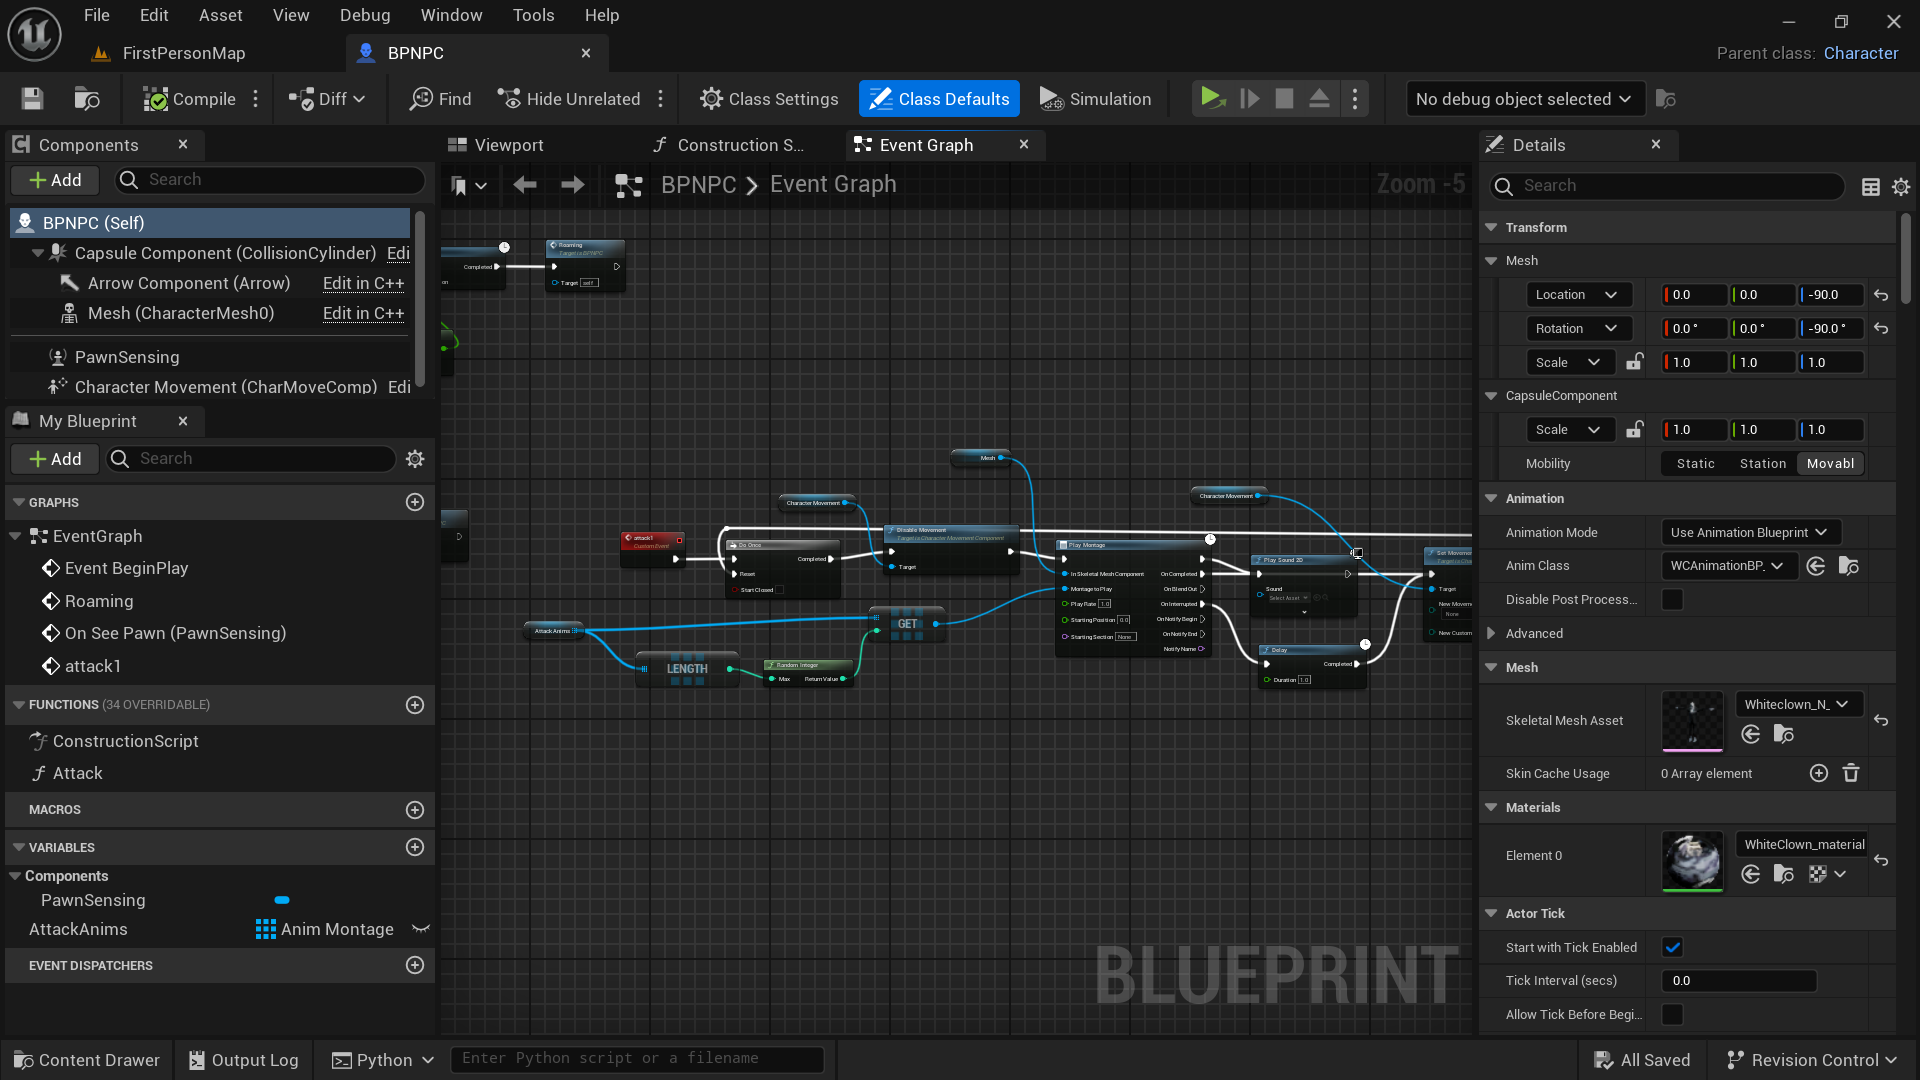 File Edit Asset View Debug Window Tools Help
FirstPersonMap
BPNPC
Parent class: Character
Compile
Diff
Find
Hide Unrelated
Class Settings
Class Defaults
Simulation
No debug object selected
Components
Add
Search
BPNPC (Self)
Capsule Component (CollisionCylinder) Edi
Arrow Component (Arrow) Edit in C++
Mesh (CharacterMesh0) Edit in C++
PawnSensing
Character Movement (CharMoveComp) Edi
My Blueprint
Add
Search
GRAPHS
EventGraph
Event BeginPlay
Roaming
On See Pawn (PawnSensing)
attack1
FUNCTIONS (34 OVERRIDABLE)
ConstructionScript
Attack
MACROS
VARIABLES
Components
PawnSensing
AttackAnims Anim Montage
EVENT DISPATCHERS
Viewport
Construction S...
Event Graph
BPNPC > Event Graph
Zoom -5
Completed
on
Roaming
Target is BPNPC
Target self
Mesh
Character Movement
Character Movement
attack1
Custom Event
Do Once
Completed
Reset
Start Closed
Disable Movement
Target is Character Movement Component
Target
Play Montage
In Skeletal Mesh Component
Montage to Play
Play Rate 1.0
Starting Position 0.0
Starting Section None
On Completed
On Blend Out
On Interrupted
On Notify Begin
On Notify End
Notify Name
Play Sound 2D
Sound
Select Asset
Set Movemen
Target is Cha
Target
New Movem
None
New Custom
Attack Anims
GET
LENGTH
Random Integer
Max Return Value
Delay
Completed
Duration 1.0
BLUEPRINT
Details
Search
Transform
Mesh
Location 0.0 0.0 -90.0
Rotation 0.0 ° 0.0 ° -90.0 °
Scale 1.0 1.0 1.0
CapsuleComponent
Scale 1.0 1.0 1.0
Mobility Static Station Movabl
Animation
Animation Mode Use Animation Blueprint
Anim Class WCAnimationBP_
Disable Post Process...
Advanced
Mesh
Skeletal Mesh Asset Whiteclown_N_
Skin Cache Usage 0 Array element
Materials
Element 0 WhiteClown_material
Actor Tick
Start with Tick Enabled
Tick Interval (secs) 0.0
Allow Tick Before Begi...
Content Drawer
Output Log
Python
Enter Python script or a filename
All Saved
Revision Control